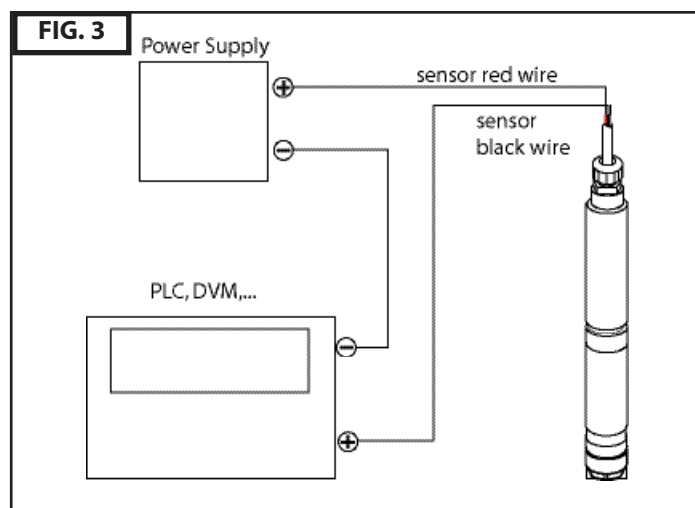 FIG. 3
Power Supply
+
sensor red wire
sensor
black wire
−
PLC, DVM,...
−
+